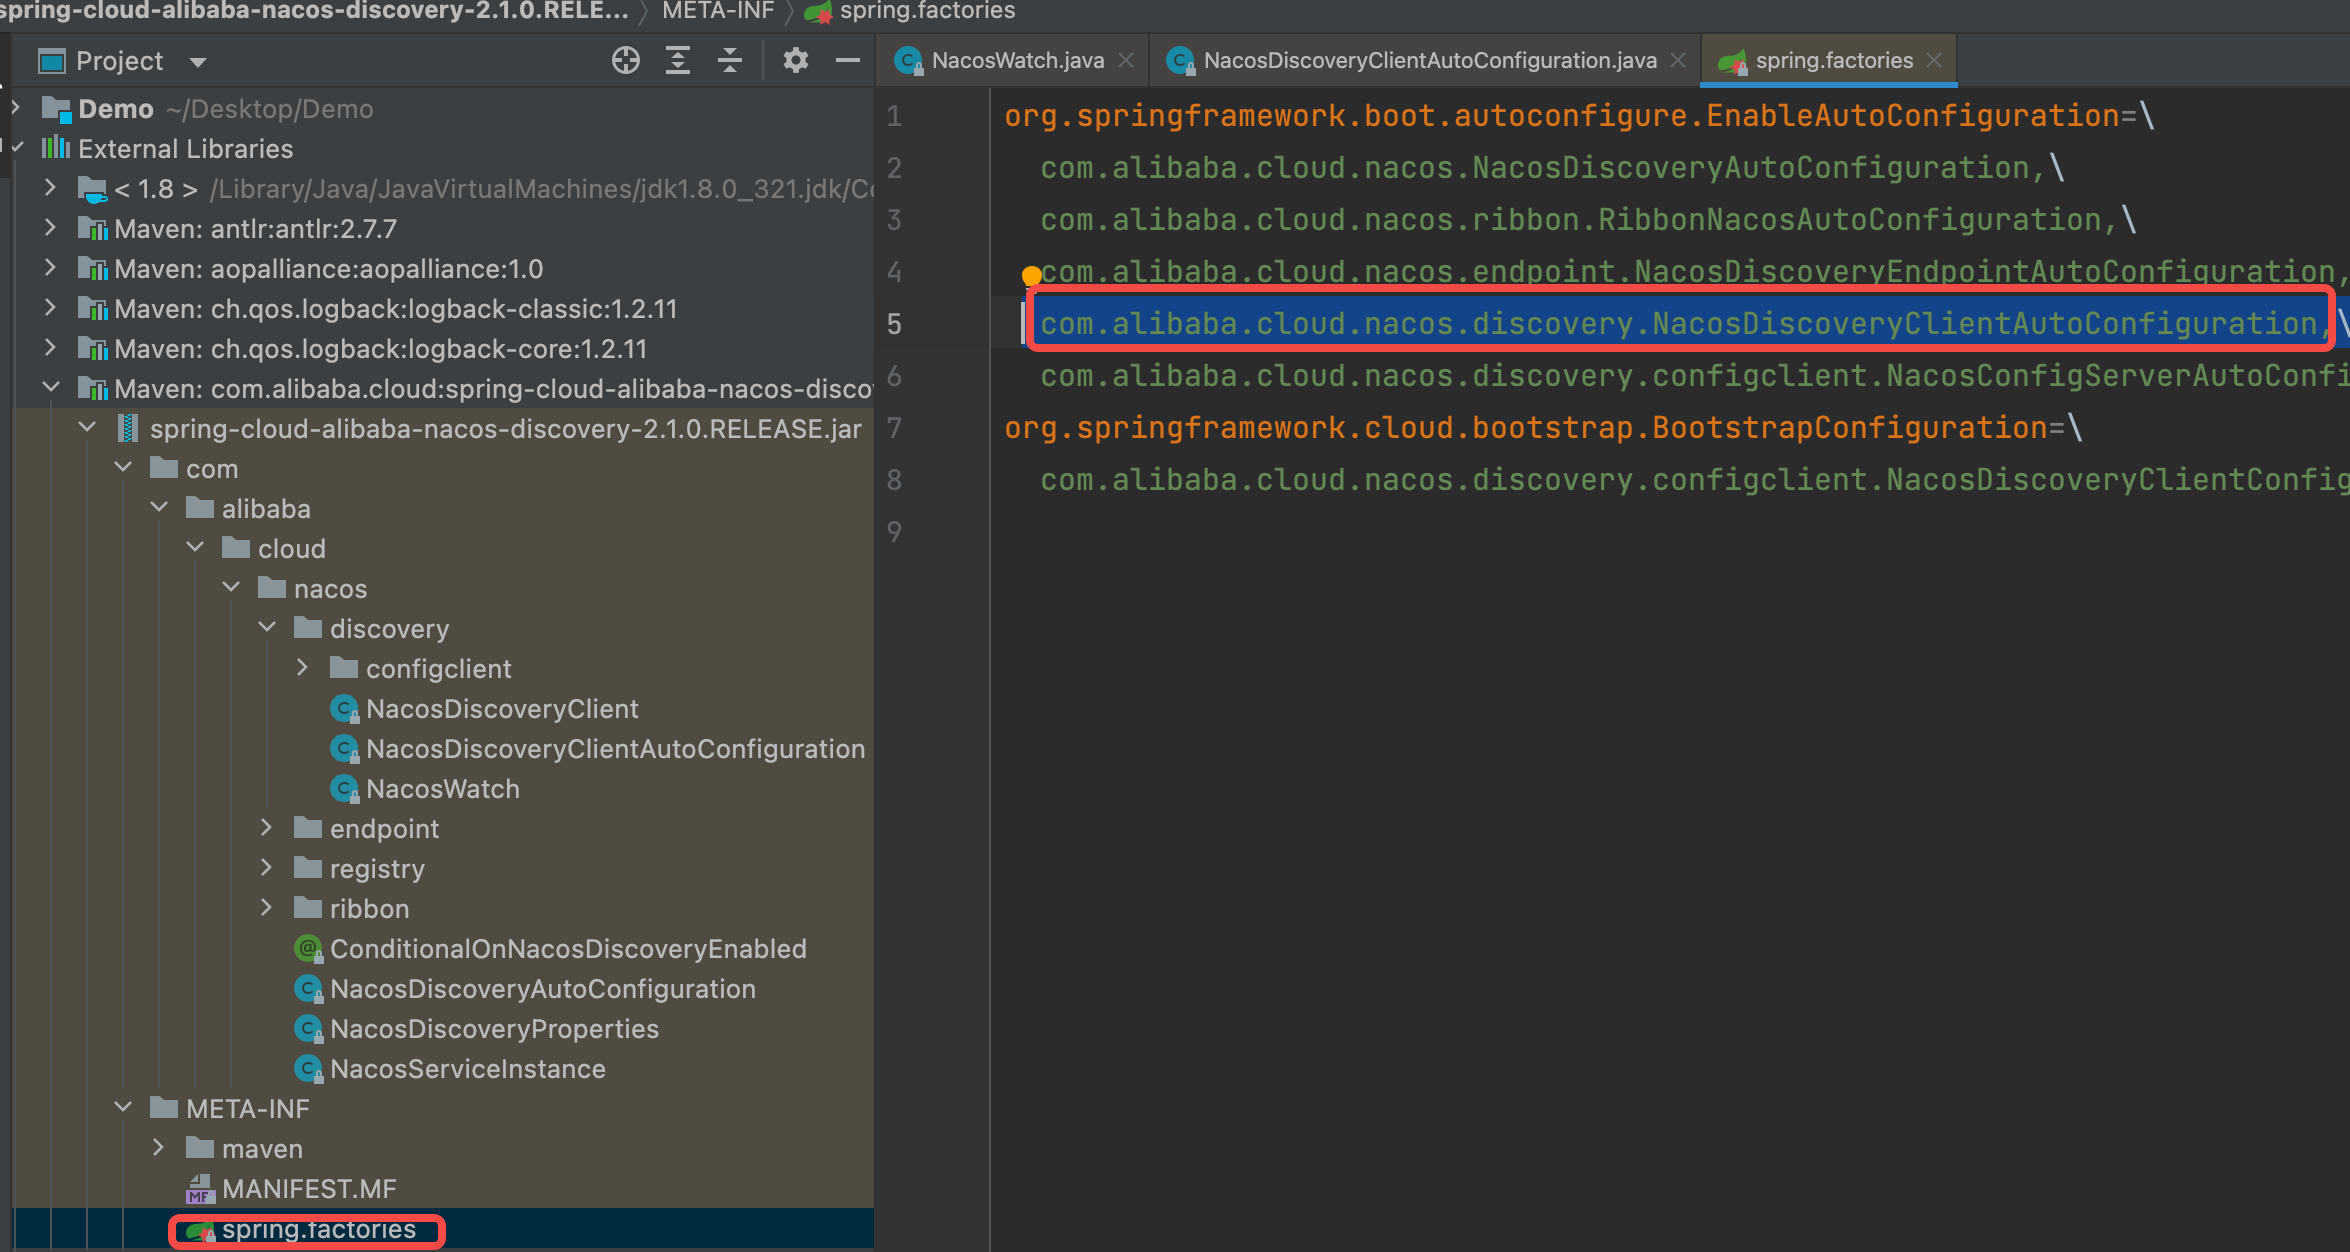 spring-cloud-alibaba-nacos-discovery-2.1.0.RELE... META-INF spring.factories
Project
NacosWatch.java
NacosDiscoveryClientAutoConfiguration.java
spring.factories
Demo ~/Desktop/Demo
External Libraries
< 1.8 > /Library/Java/JavaVirtualMachines/jdk1.8.0_321.jdk/Co
Maven: antlr:antlr:2.7.7
Maven: aopalliance:aopalliance:1.0
Maven: ch.qos.logback:logback-classic:1.2.11
Maven: ch.qos.logback:logback-core:1.2.11
Maven: com.alibaba.cloud:spring-cloud-alibaba-nacos-disco
spring-cloud-alibaba-nacos-discovery-2.1.0.RELEASE.jar
com
alibaba
cloud
nacos
discovery
configclient
NacosDiscoveryClient
NacosDiscoveryClientAutoConfiguration
NacosWatch
endpoint
registry
ribbon
ConditionalOnNacosDiscoveryEnabled
NacosDiscoveryAutoConfiguration
NacosDiscoveryProperties
NacosServiceInstance
META-INF
maven
MANIFEST.MF
spring.factories
1 org.springframework.boot.autoconfigure.EnableAutoConfiguration=\
2 com.alibaba.cloud.nacos.NacosDiscoveryAutoConfiguration,\
3 com.alibaba.cloud.nacos.ribbon.RibbonNacosAutoConfiguration,\
4 com.alibaba.cloud.nacos.endpoint.NacosDiscoveryEndpointAutoConfiguration,
5 com.alibaba.cloud.nacos.discovery.NacosDiscoveryClientAutoConfiguration,\
6 com.alibaba.cloud.nacos.discovery.configclient.NacosConfigServerAutoConfi
7 org.springframework.cloud.bootstrap.BootstrapConfiguration=\
8 com.alibaba.cloud.nacos.discovery.configclient.NacosDiscoveryClientConfig
9